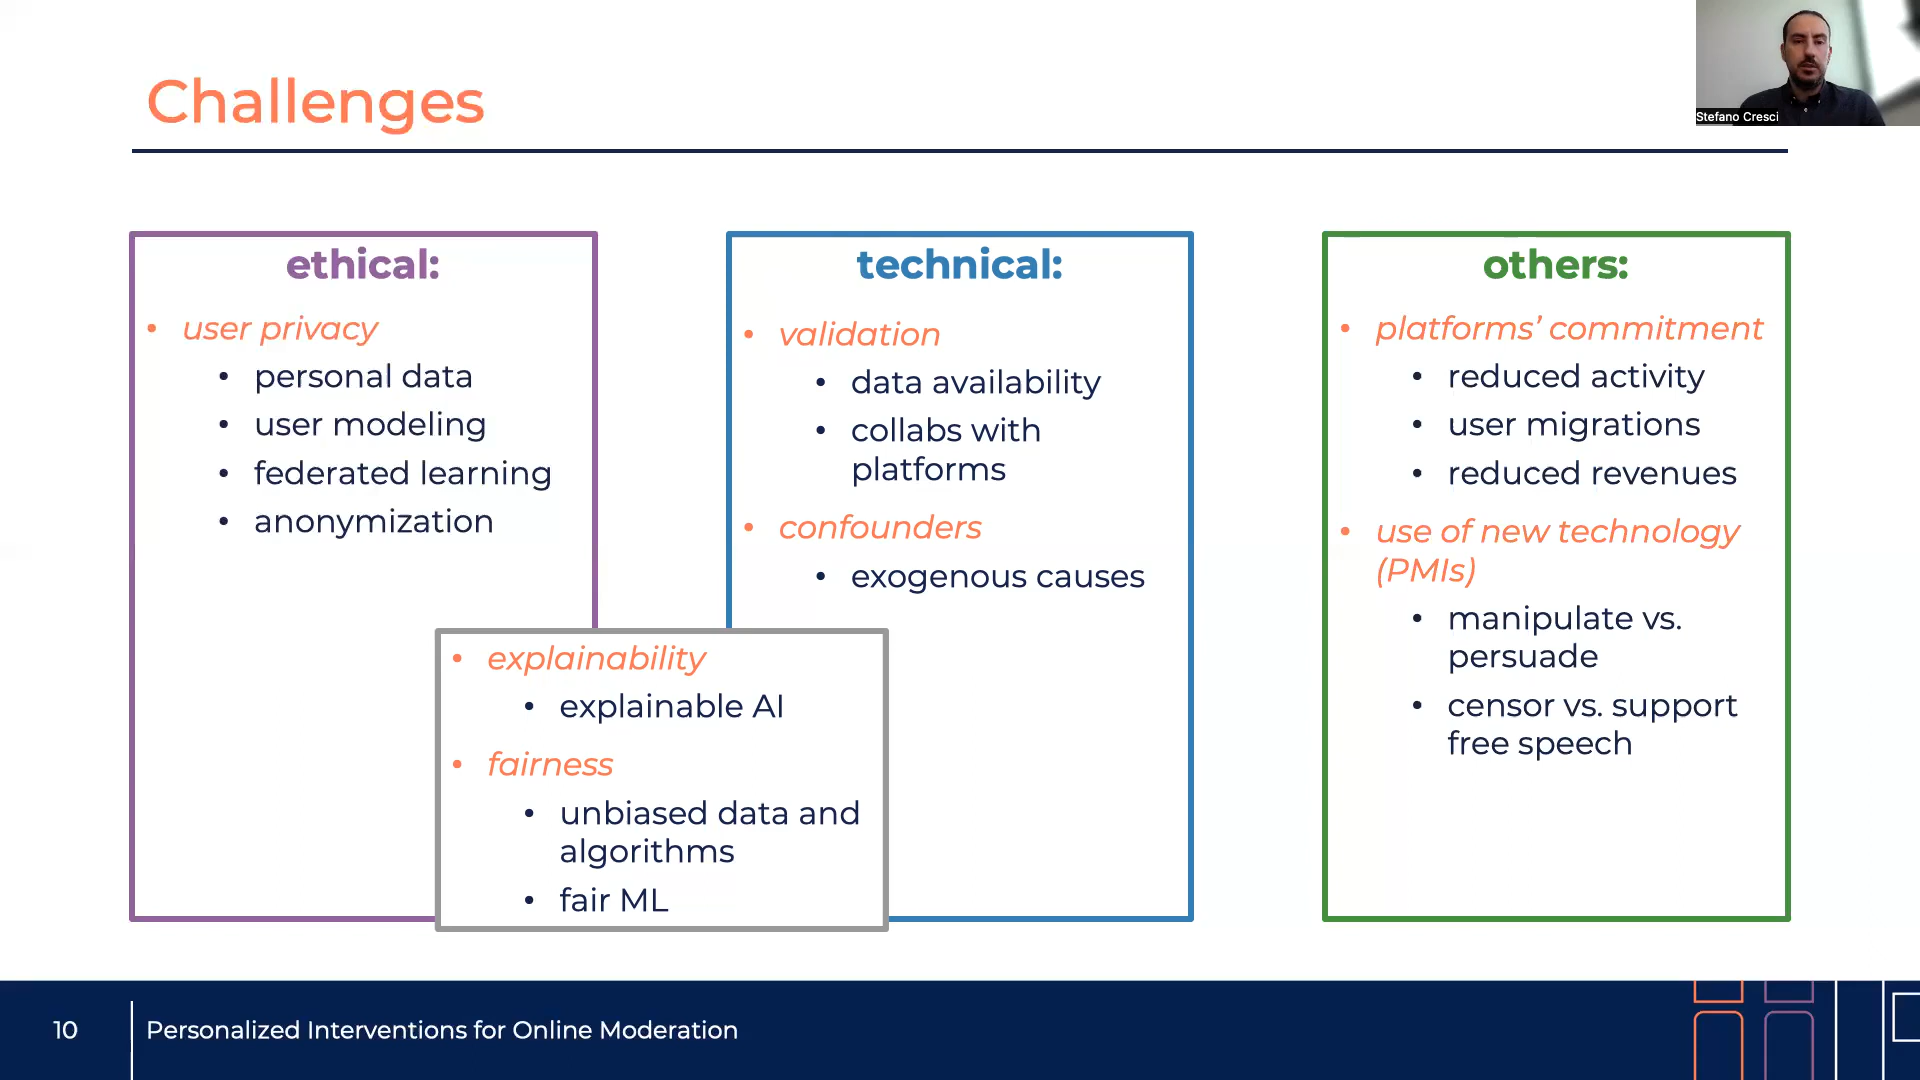 Challenges
Stefano Cresci
ethical:
• user privacy
• personal data
• user modeling
• federated learning
• anonymization
technical:
• validation
• data availability
• collabs with
platforms
• confounders
• exogenous causes
• explainability
• explainable AI
• fairness
• unbiased data and
algorithms
• fair ML
others:
• platforms’ commitment
• reduced activity
• user migrations
• reduced revenues
• use of new technology
(PMIs)
• manipulate vs.
persuade
• censor vs. support
free speech
10
Personalized Interventions for Online Moderation